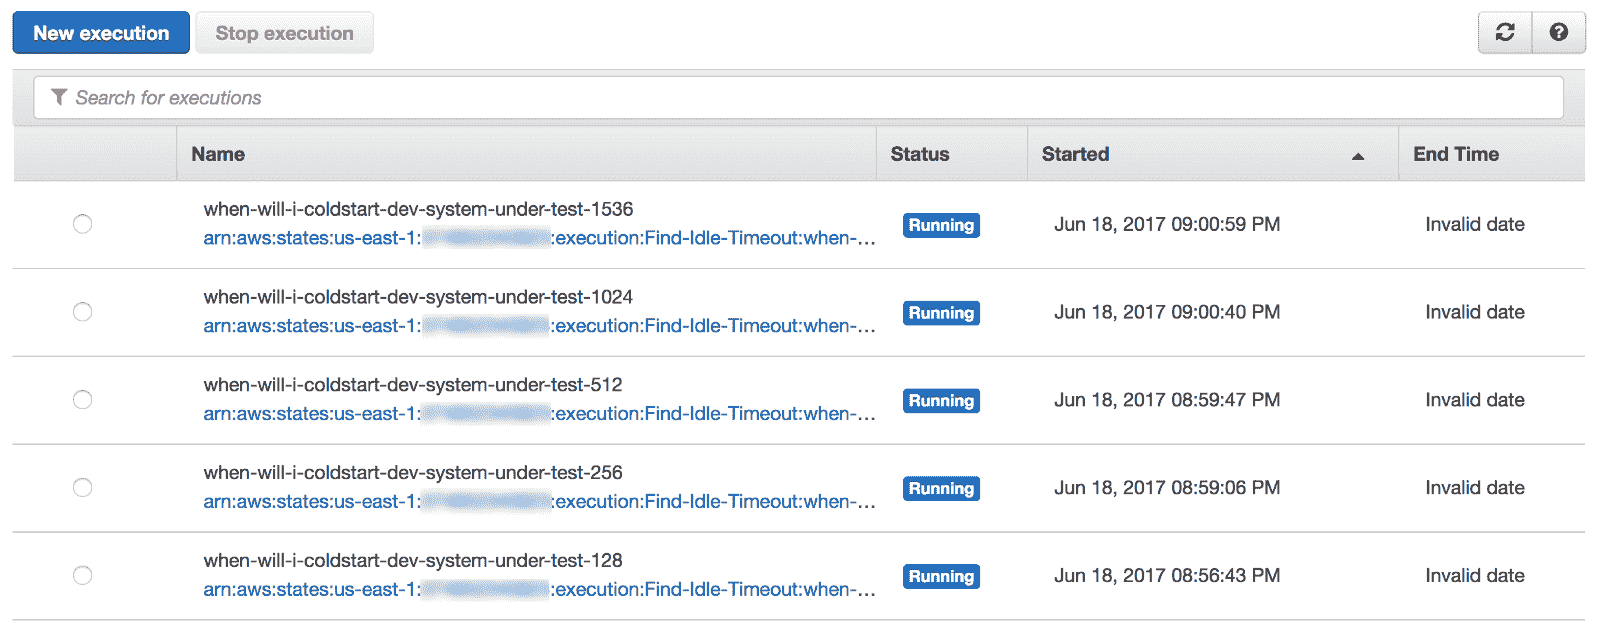 New execution Stop execution
Search for executions
Name Status Started End Time
when-will-i-coldstart-dev-system-under-test-1536
arn:aws:states:us-east-1: :execution:Find-Idle-Timeout:when-... Running Jun 18, 2017 09:00:59 PM Invalid date
when-will-i-coldstart-dev-system-under-test-1024
arn:aws:states:us-east-1: :execution:Find-Idle-Timeout:when-... Running Jun 18, 2017 09:00:40 PM Invalid date
when-will-i-coldstart-dev-system-under-test-512
arn:aws:states:us-east-1: :execution:Find-Idle-Timeout:when-... Running Jun 18, 2017 08:59:47 PM Invalid date
when-will-i-coldstart-dev-system-under-test-256
arn:aws:states:us-east-1: :execution:Find-Idle-Timeout:when-... Running Jun 18, 2017 08:59:06 PM Invalid date
when-will-i-coldstart-dev-system-under-test-128
arn:aws:states:us-east-1: :execution:Find-Idle-Timeout:when-... Running Jun 18, 2017 08:56:43 PM Invalid date